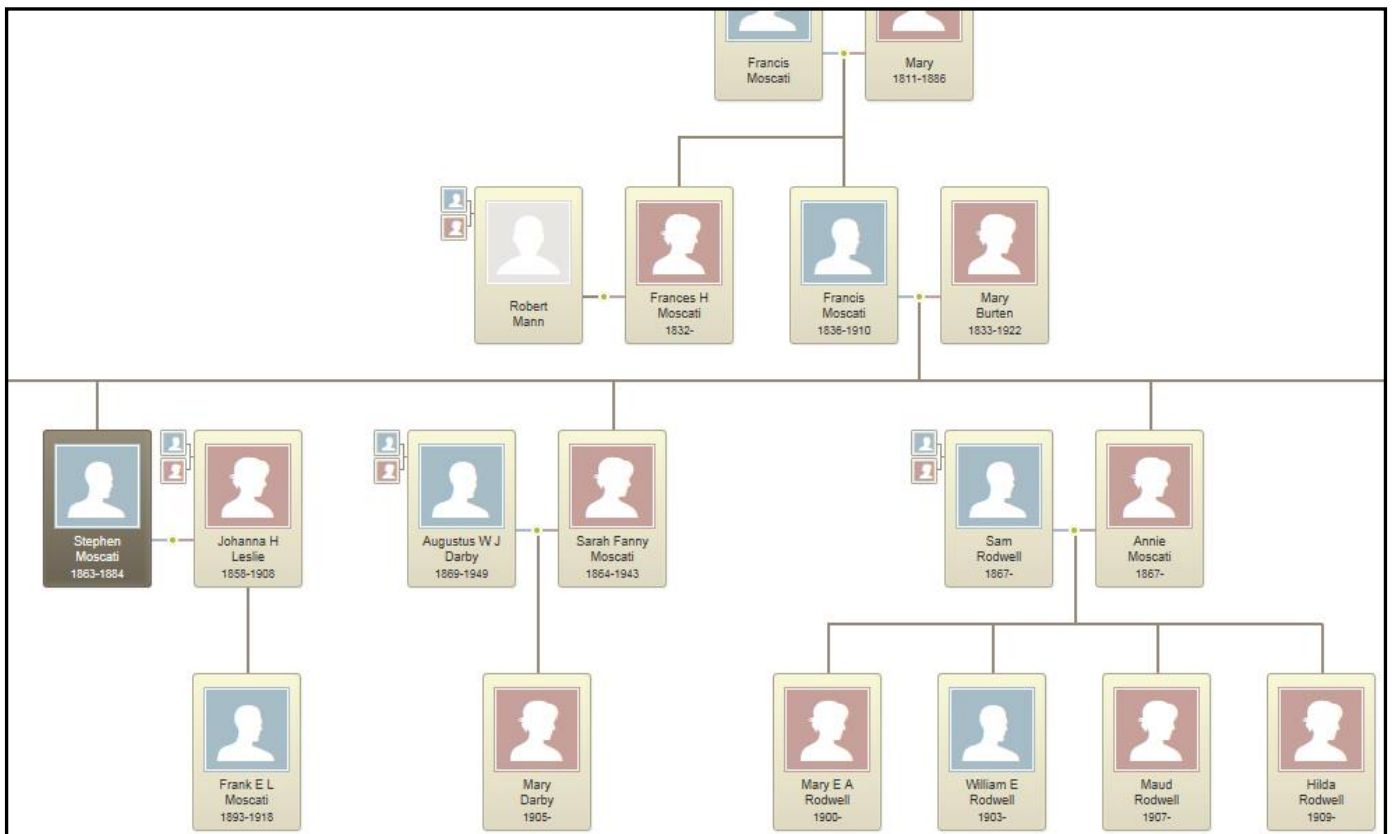 Francis
Moscati
Mary
1811-1886
Robert
Mann
Frances H
Moscati
1832-
Francis
Moscati
1836-1910
Mary
Burten
1833-1922
Stephen
Moscati
1863-1884
Johanna H
Leslie
1858-1908
Augustus W J
Darby
1869-1949
Sarah Fanny
Moscati
1864-1943
Sam
Rodwell
1867-
Annie
Moscati
1867-
Frank E L
Moscati
1893-1918
Mary
Darby
1905-
Mary E A
Rodwell
1900-
William E
Rodwell
1903-
Maud
Rodwell
1907-
Hilda
Rodwell
1909-